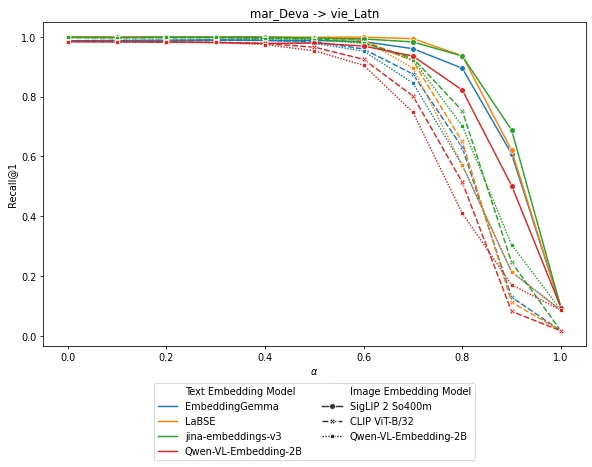 mar_Deva -> vie_Latn
1.0
0.8
0.6
0.4
0.2
0.0
Recall@1
0.0 0.2 0.4 0.6 0.8 1.0
α
Text Embedding Model Image Embedding Model
EmbeddingGemma SigLIP 2 So400m
LaBSE CLIP ViT-B/32
jina-embeddings-v3 Qwen-VL-Embedding-2B
Qwen-VL-Embedding-2B